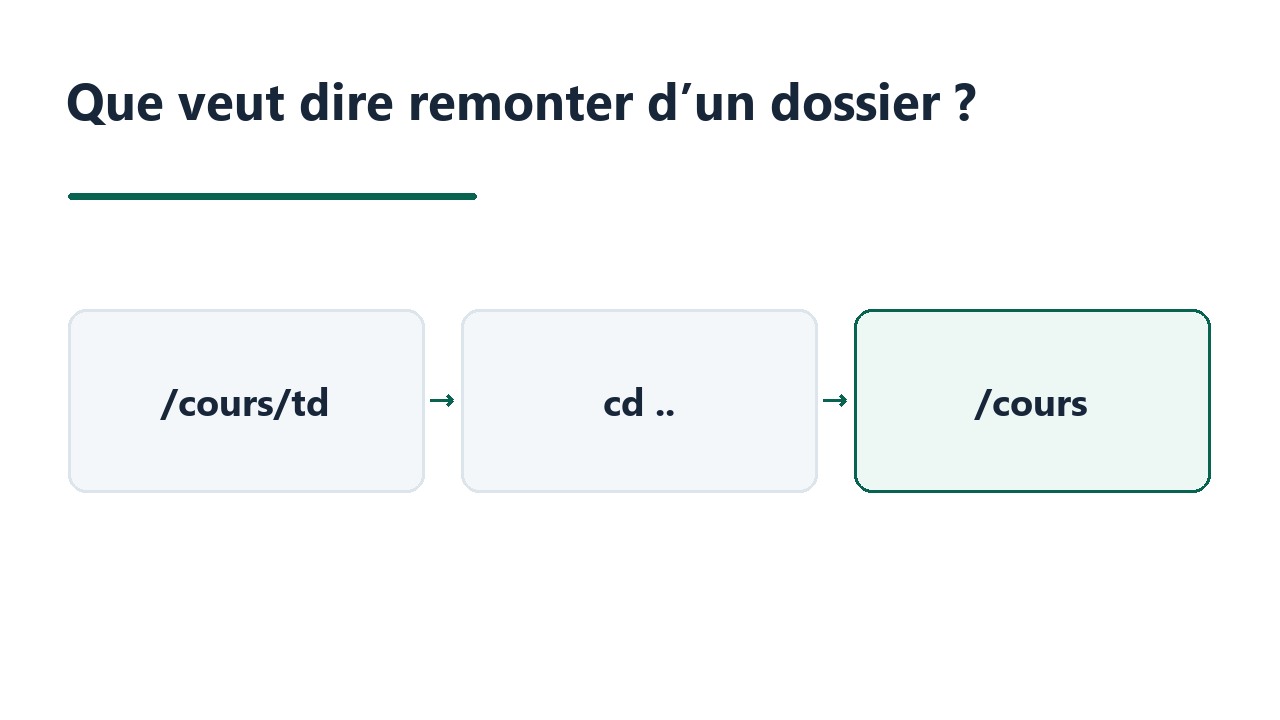 Que veut dire remonter d’un dossier ?
/cours/td → cd .. → /cours